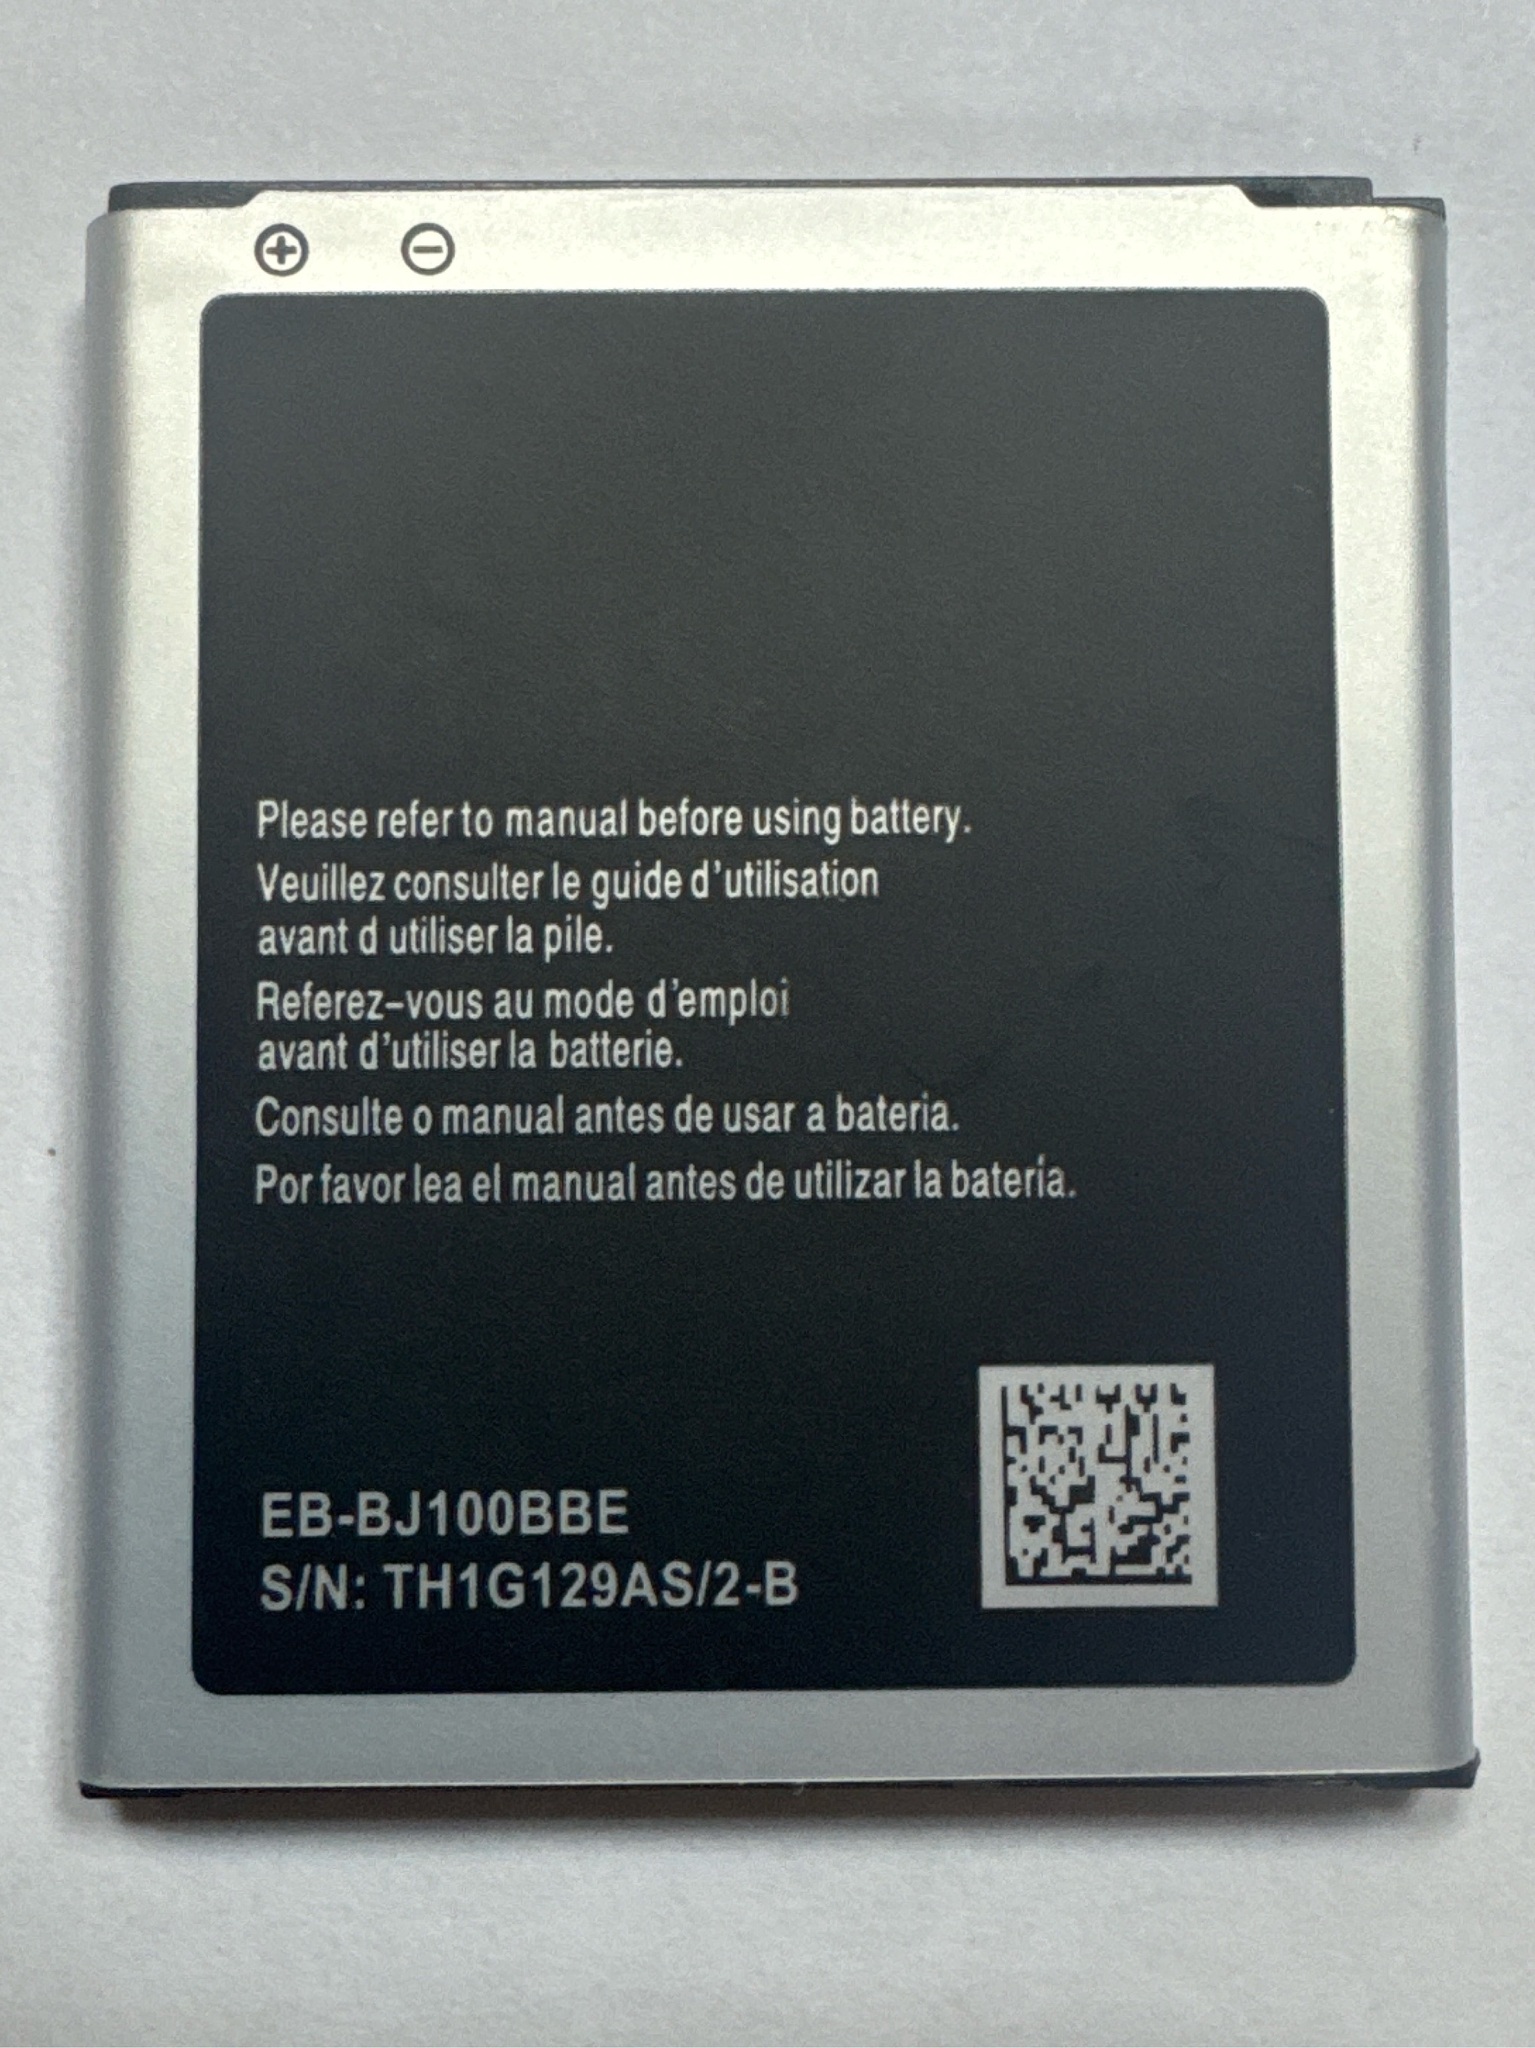 Please refer to manual before using battery.
Veuillez consulter le guide d'utilisation
avant d utiliser la pile.
Referez-vous au mode d'emploi
avant d'utiliser la batterie.
Consulte o manual antes de usar a bateria.
Por favor lea el manual antes de utilizar la batería.
EB-BJ100BBE
S/N: TH1G129AS/2-B